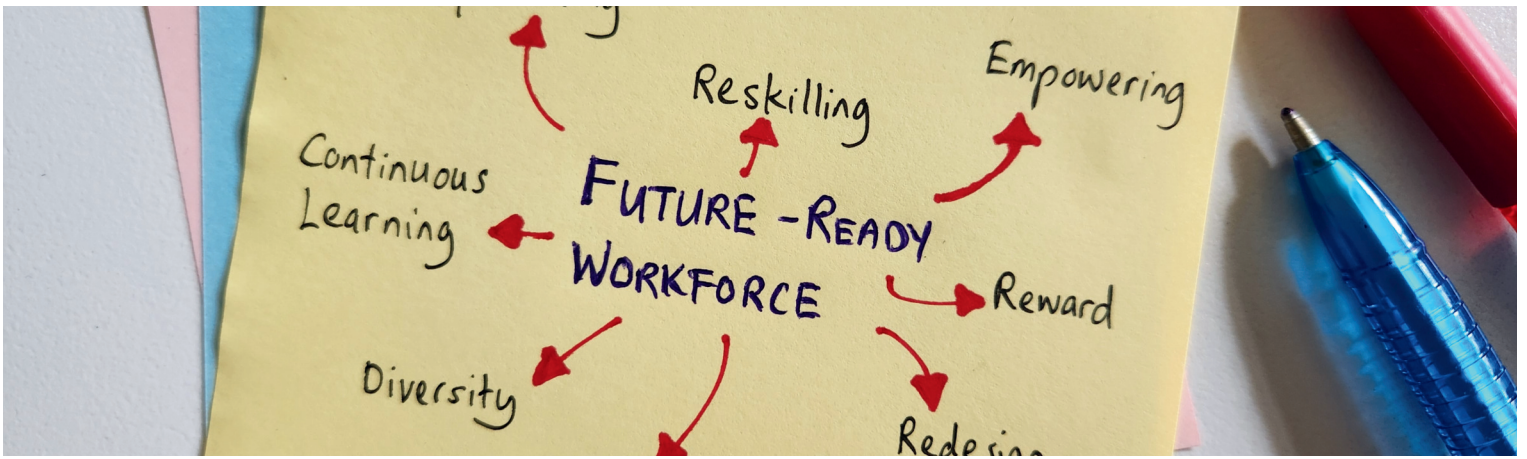 Reskilling
Empowering
Continuous
Learning
FUTURE-READY
WORKFORCE
Reward
Diversity